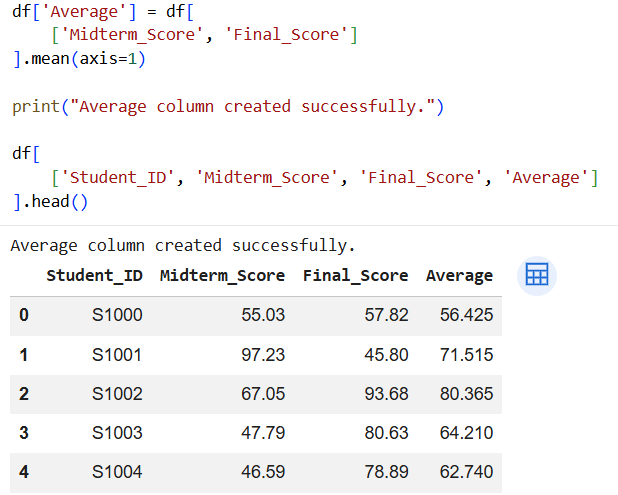 df['Average'] = df[
['Midterm_Score', 'Final_Score']
].mean(axis=1)
print("Average column created successfully.")
df[
['Student_ID', 'Midterm_Score', 'Final_Score', 'Average']
].head()
Average column created successfully.
Student_ID Midterm_Score Final_Score Average
0 S1000 55.03 57.82 56.425
1 S1001 97.23 45.80 71.515
2 S1002 67.05 93.68 80.365
3 S1003 47.79 80.63 64.210
4 S1004 46.59 78.89 62.740